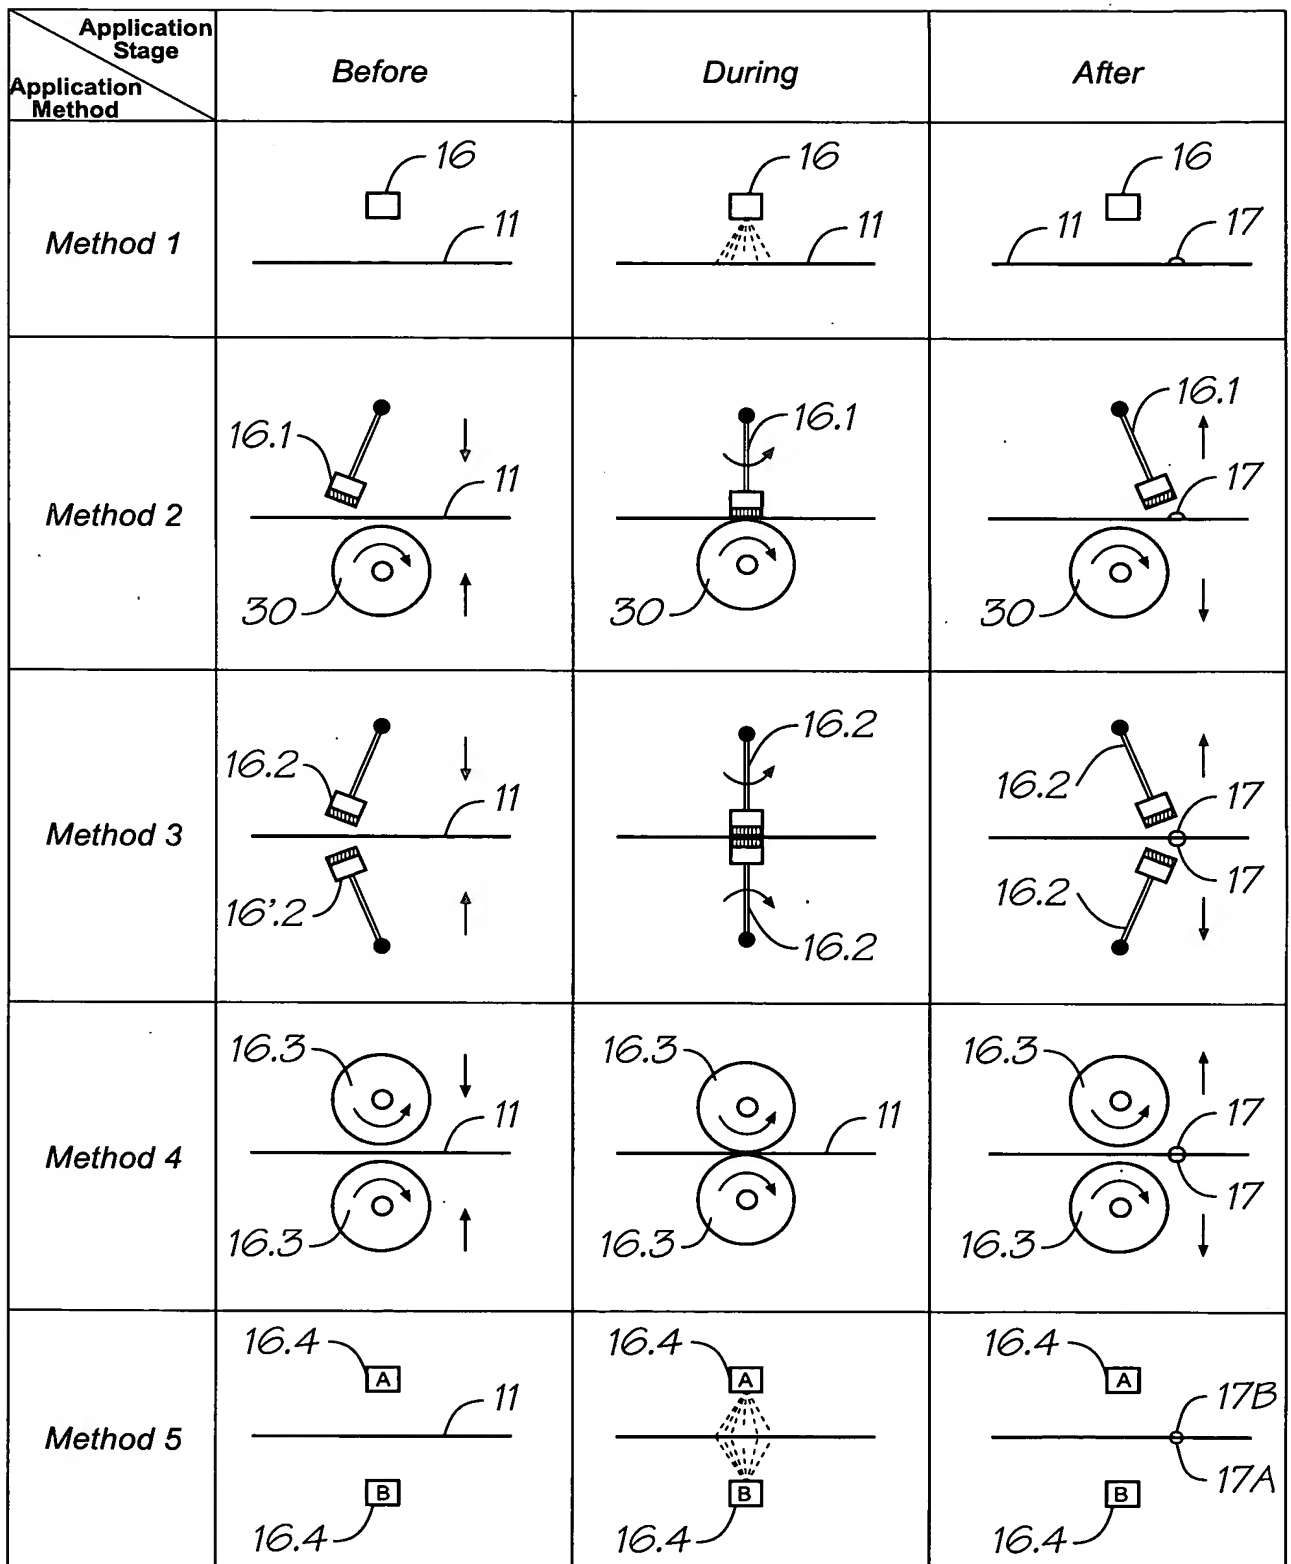 Application
Stage
Application
Method
Before
During
After
Method 1
16
11
16
11
16
11
17
Method 2
16.1
11
30
16.1
30
16.1
17
30
Method 3
16.2
11
16'.2
16.2
16.2
16.2
17
17
16.2
Method 4
16.3
11
16.3
16.3
11
16.3
16.3
17
17
16.3
Method 5
16.4
A
11
B
16.4
16.4
A
B
16.4
16.4
A
17B
17A
B
16.4